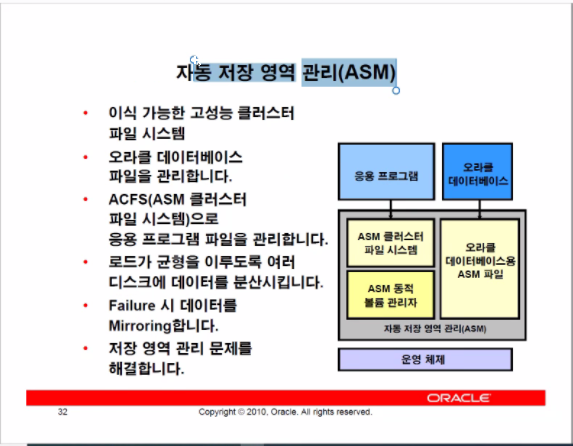 자동 저장 영역 관리(ASM)
• 이식 가능한 고성능 클러스터
파일 시스템
• 오라클 데이터베이스
파일을 관리합니다.
• ACFS(ASM 클러스터
파일 시스템)으로
응용 프로그램 파일을 관리합니다.
• 로드가 균형을 이루도록 여러
디스크에 데이터를 분산시킵니다.
• Failure 시 데이터를
Mirroring합니다.
• 저장 영역 관리 문제를
해결합니다.
응용 프로그램
오라클
데이터베이스
ASM 클러스터
파일 시스템
ASM 동적
볼륨 관리자
오라클
데이터베이스용
ASM 파일
자동 저장 영역 관리(ASM)
운영 체제
ORACLE
32
Copyright © 2010, Oracle. All rights reserved.